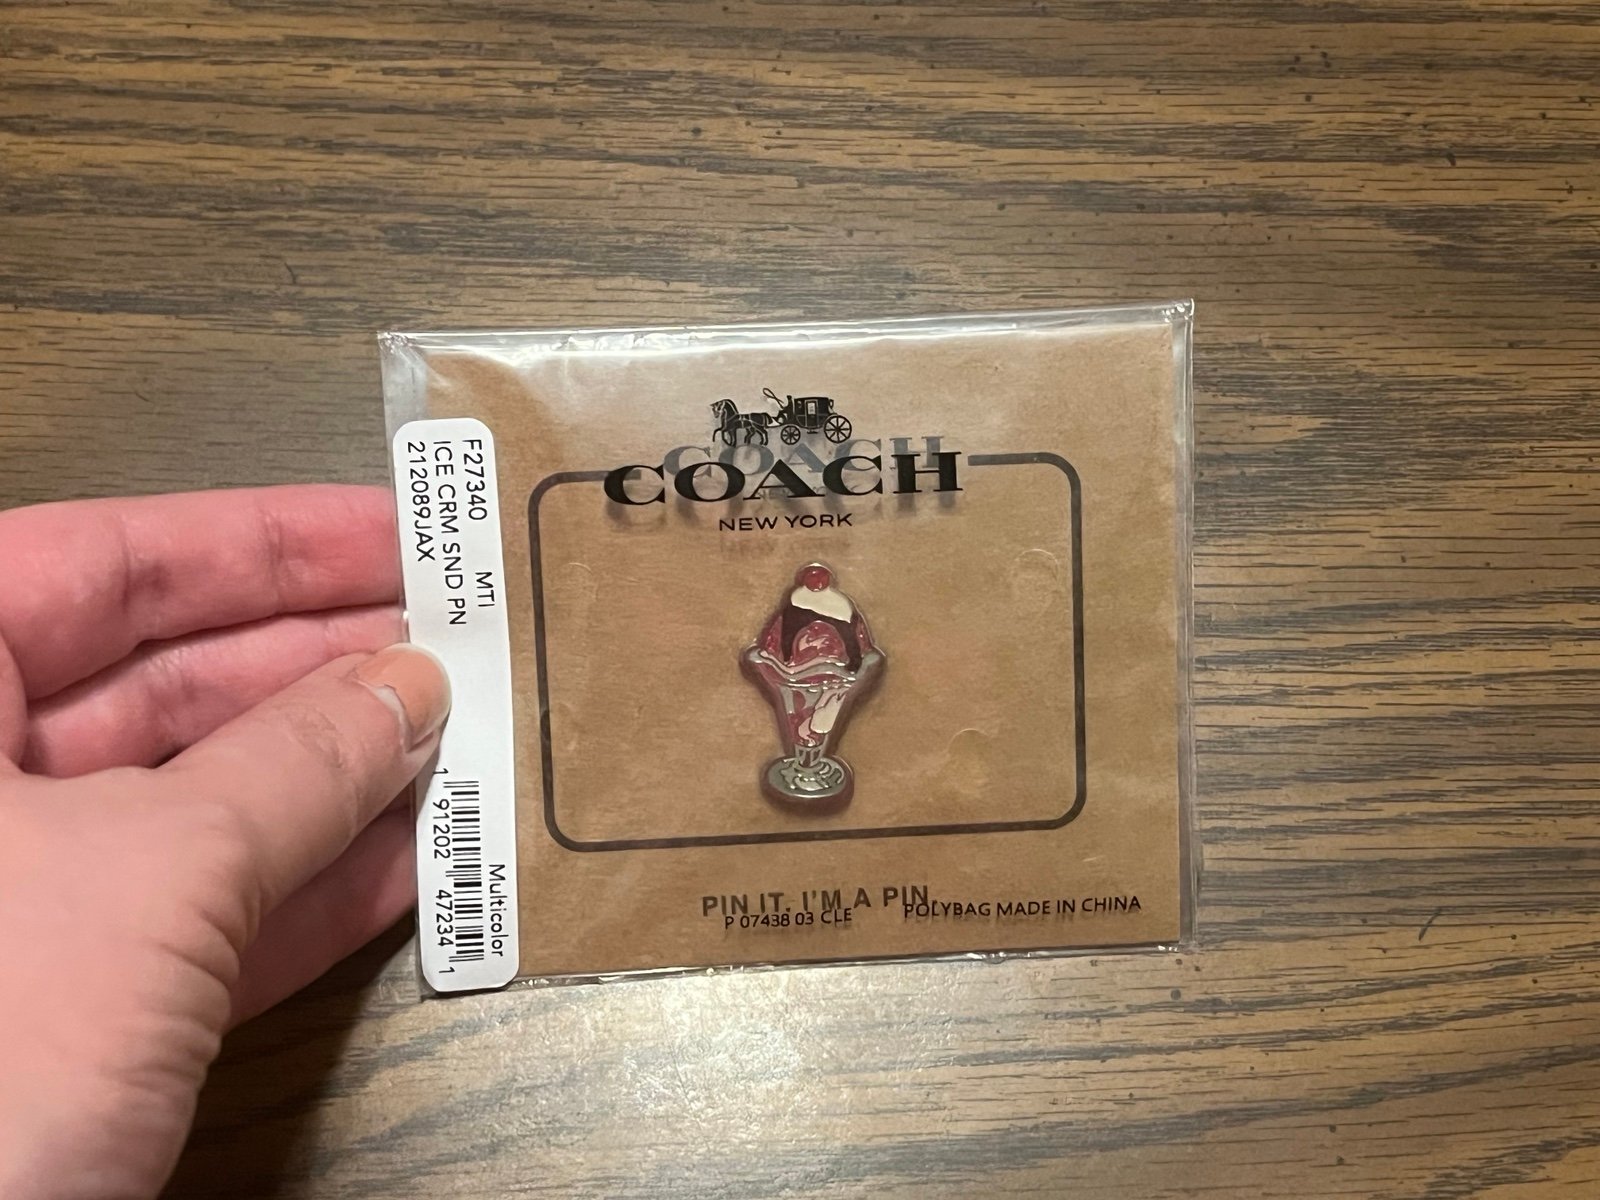 COACH
NEW YORK
PIN IT. I'M A PIN.
P 07438 03 CLE
POLYBAG MADE IN CHINA
F27340 MTI
ICE CRM SND PN
212089JAX
Multicolor
1 91202 47234 1